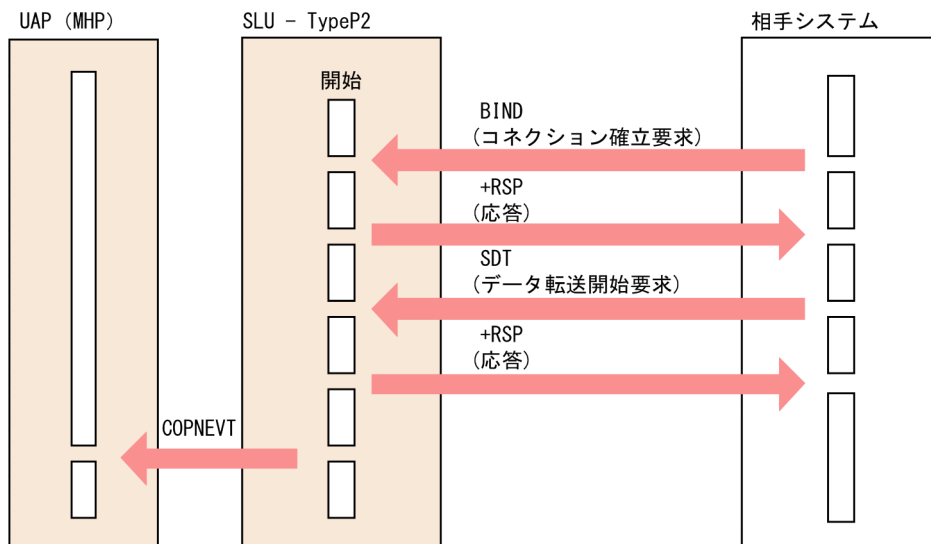 UAP (MHP)
SLU - TypeP2
相手システム
開始
BIND
(コネクション確立要求)
+RSP
(応答)
SDT
(データ転送開始要求)
+RSP
(応答)
COPNEVT